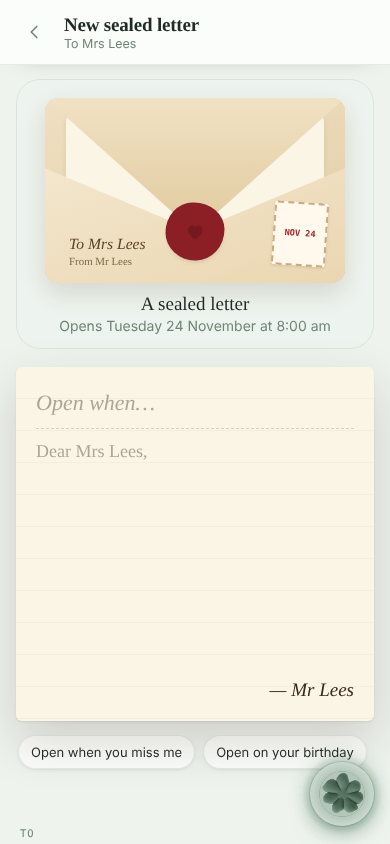 New sealed letter
To Mrs Lees
NOV 24
To Mrs Lees
From Mr Lees
A sealed letter
Opens Tuesday 24 November at 8:00 am
Open when…
Dear Mrs Lees,
— Mr Lees
Open when you miss me
Open on your birthday
TO